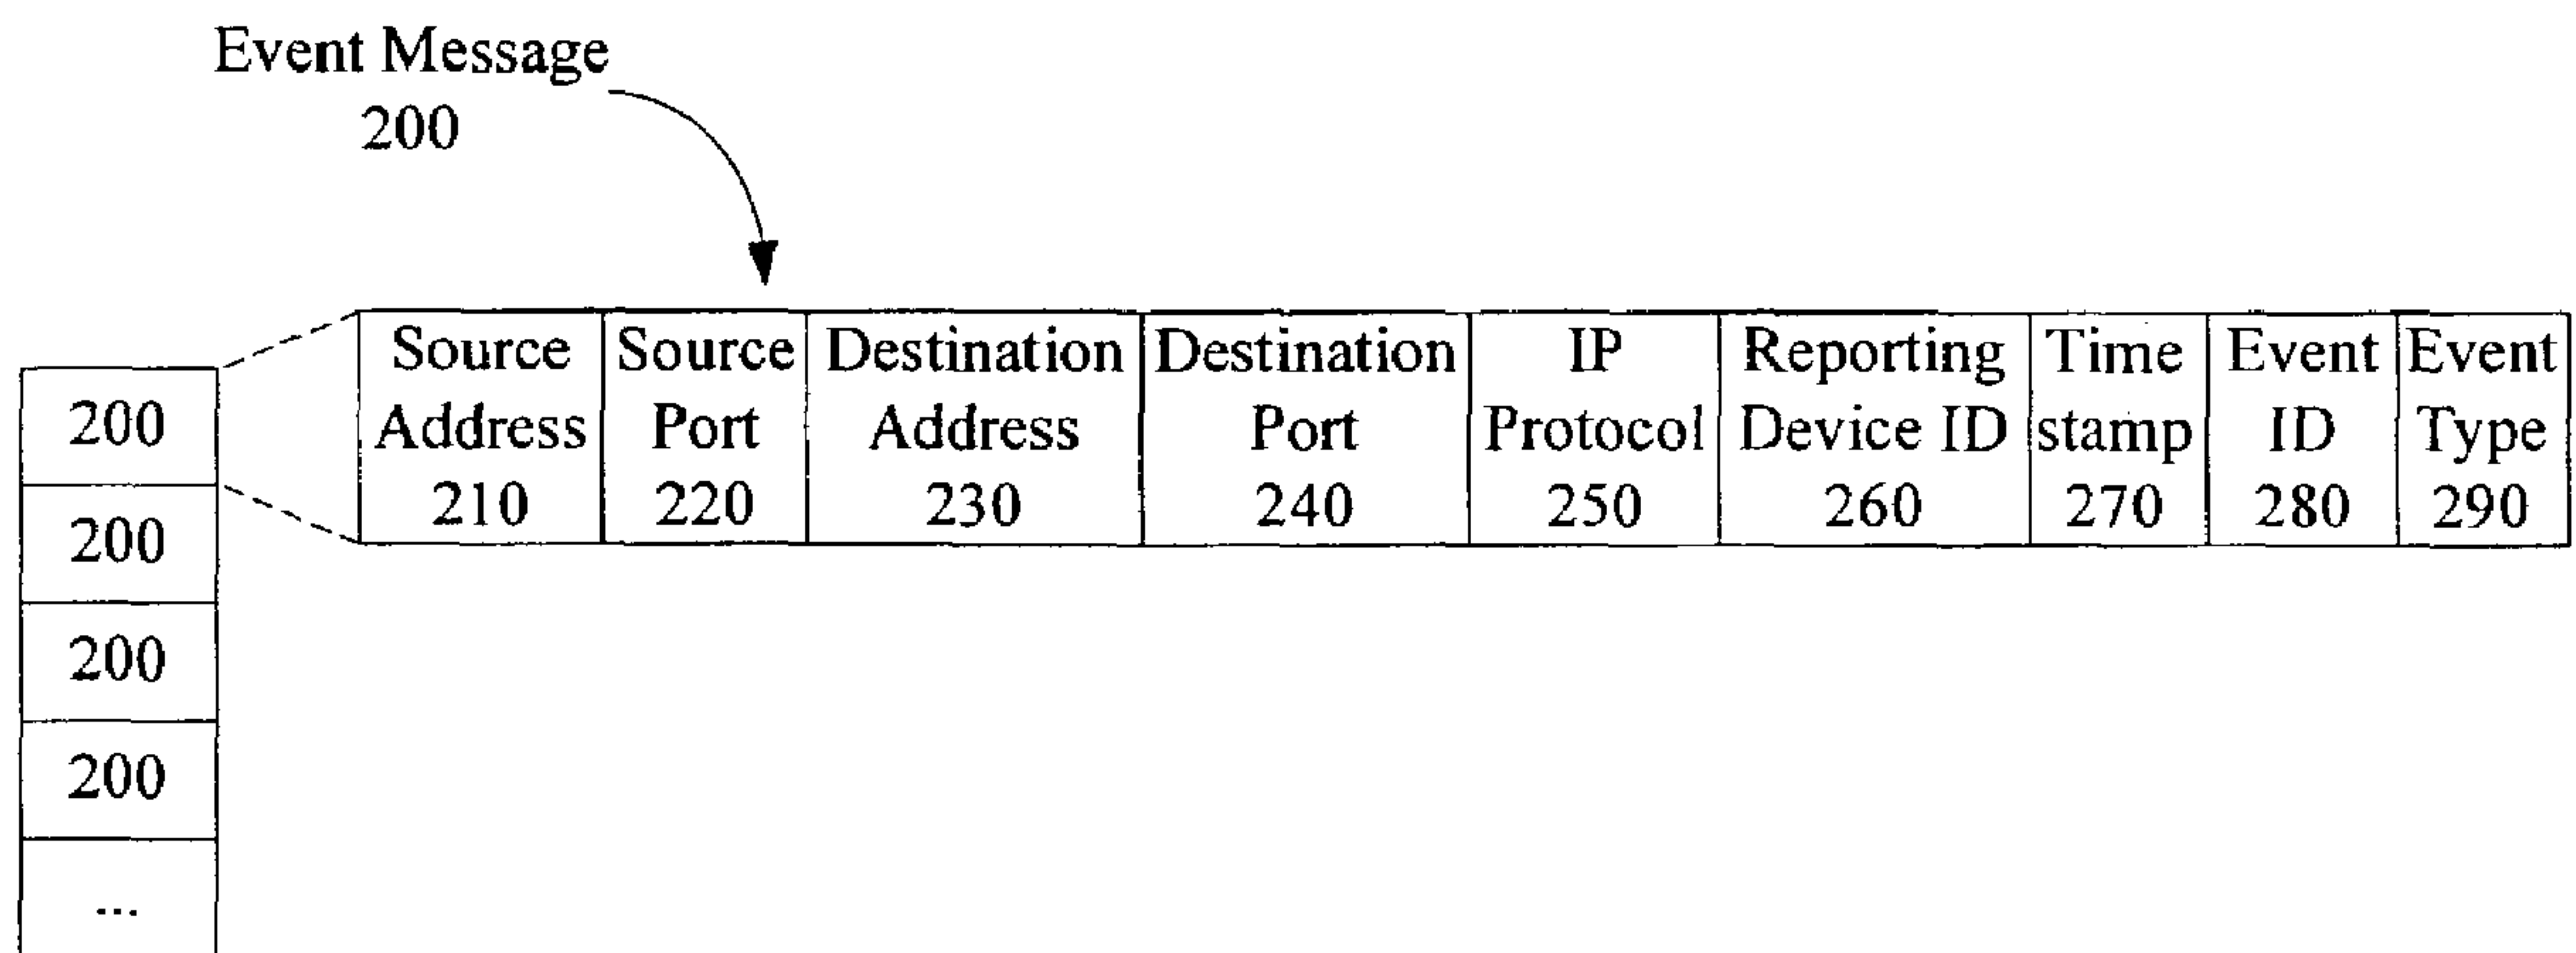 Event Message
200
Source Address 210
Source Port 220
Destination Address 230
Destination Port 240
IP Protocol 250
Reporting Device ID 260
Time stamp 270
Event ID 280
Event Type 290
200
200
200
200
...